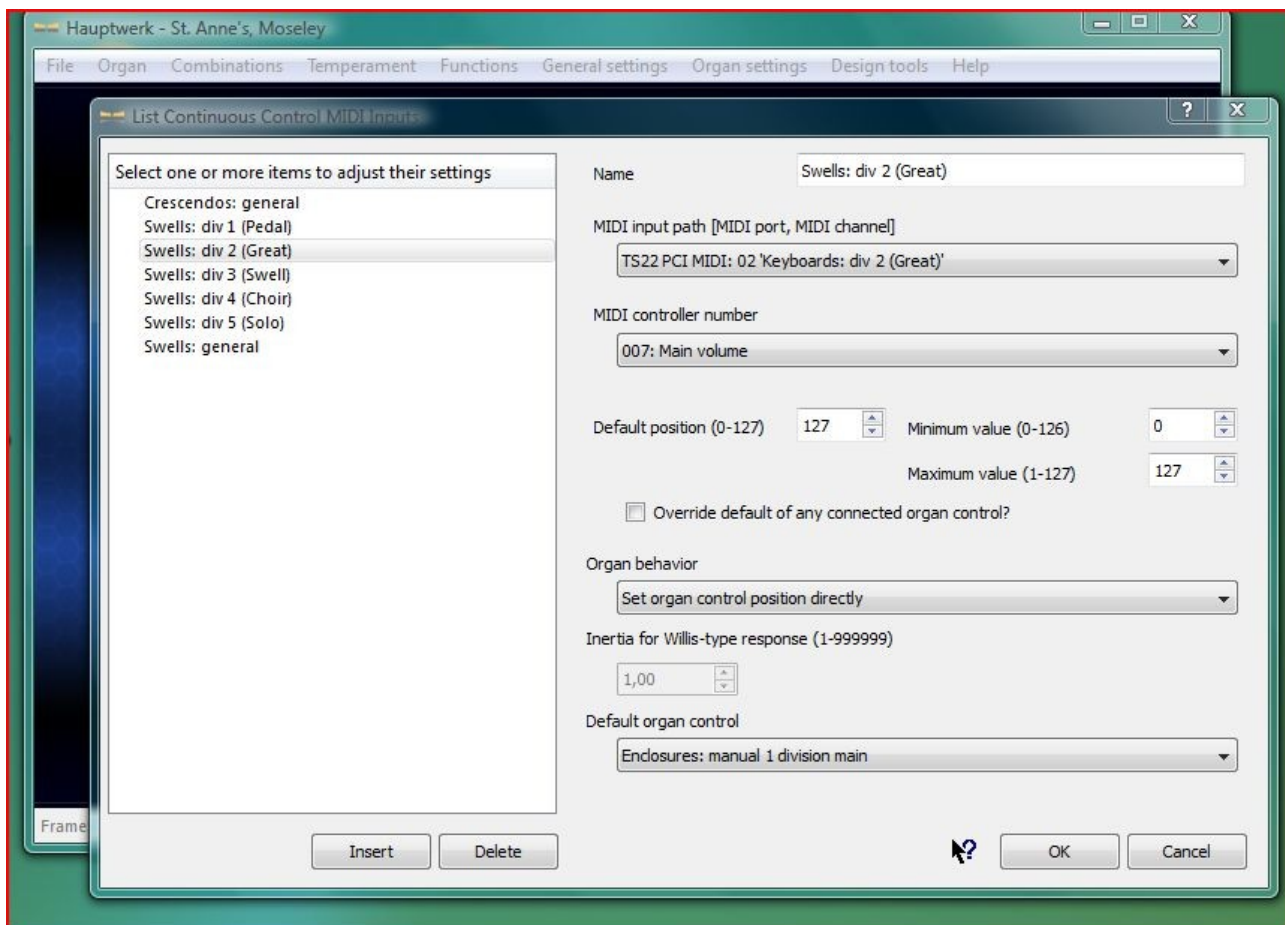 Hauptwerk - St. Anne's, Moseley
File Organ Combinations Temperament Functions General settings Organ settings Design tools Help
List Continuous Control MIDI Inputs
Select one or more items to adjust their settings
Crescendos: general
Swells: div 1 (Pedal)
Swells: div 2 (Great)
Swells: div 3 (Swell)
Swells: div 4 (Choir)
Swells: div 5 (Solo)
Swells: general
Name Swells: div 2 (Great)
MIDI input path [MIDI port, MIDI channel]
TS22 PCI MIDI: 02 'Keyboards: div 2 (Great)'
MIDI controller number
007: Main volume
Default position (0-127) 127 Minimum value (0-126) 0
Maximum value (1-127) 127
Override default of any connected organ control?
Organ behavior
Set organ control position directly
Inertia for Willis-type response (1-999999)
1,00
Default organ control
Enclosures: manual 1 division main
Frame
Insert Delete ? OK Cancel